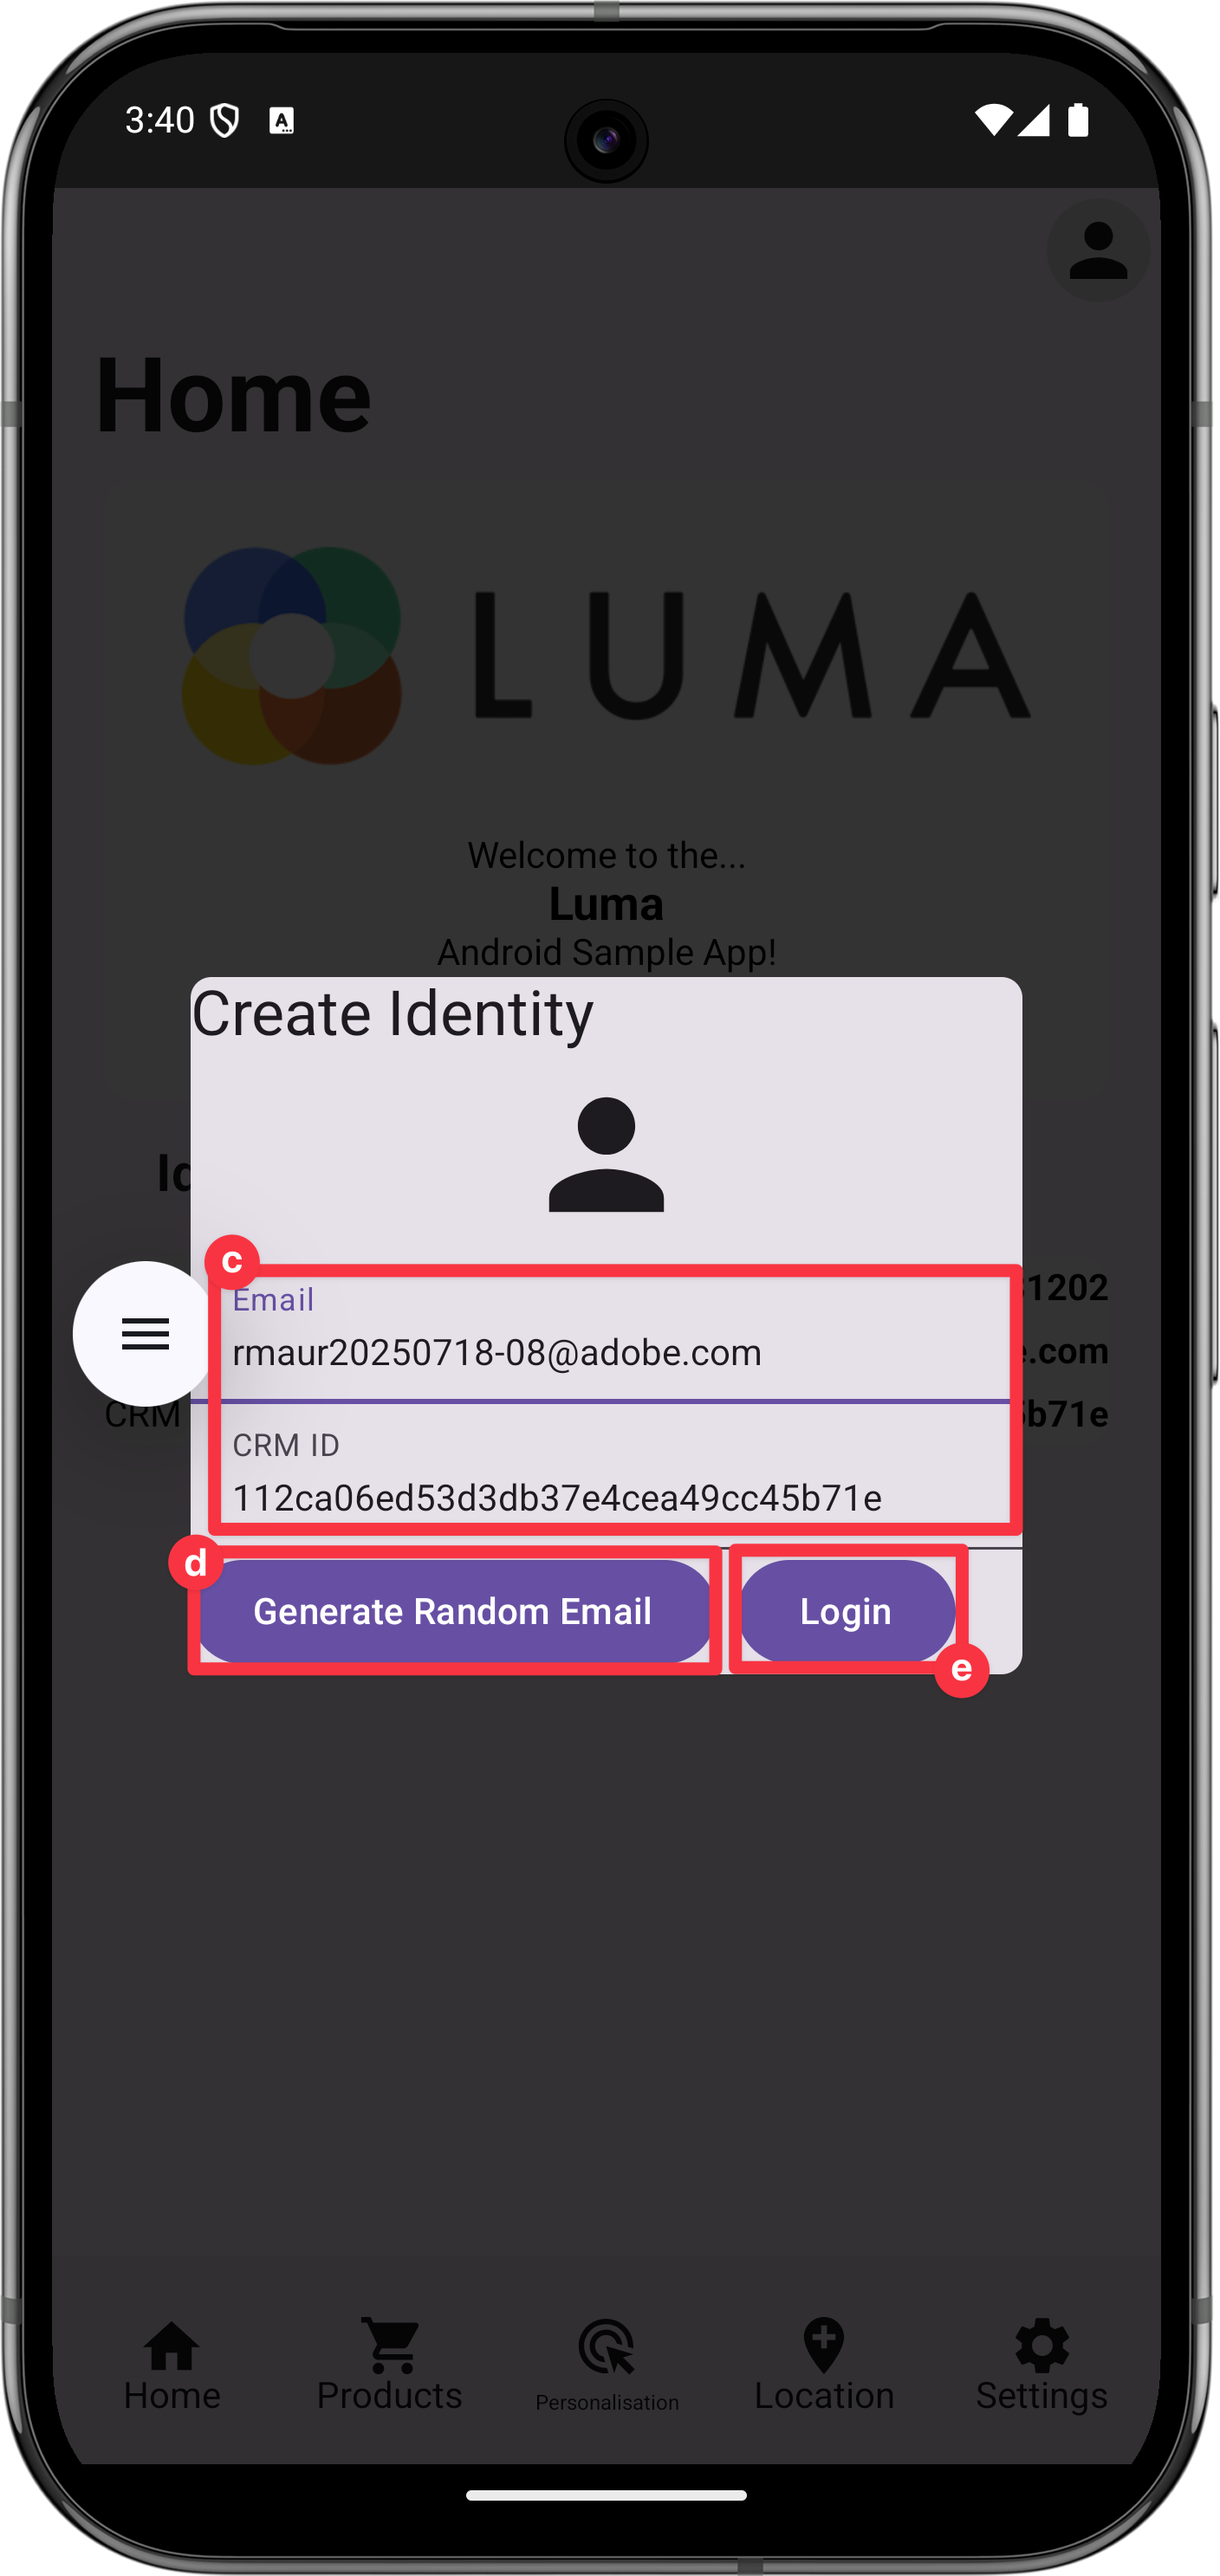 3:40
Home
LUMA
Welcome to the...
Luma
Android Sample App!
Create Identity
c
Email
1202
rmaur20250718-08@adobe.com
.com
CRM
CRM ID
b71e
112ca06ed53d3db37e4cea49cc45b71e
d
Generate Random Email
Login
e
Home
Products
Personalisation
Location
Settings